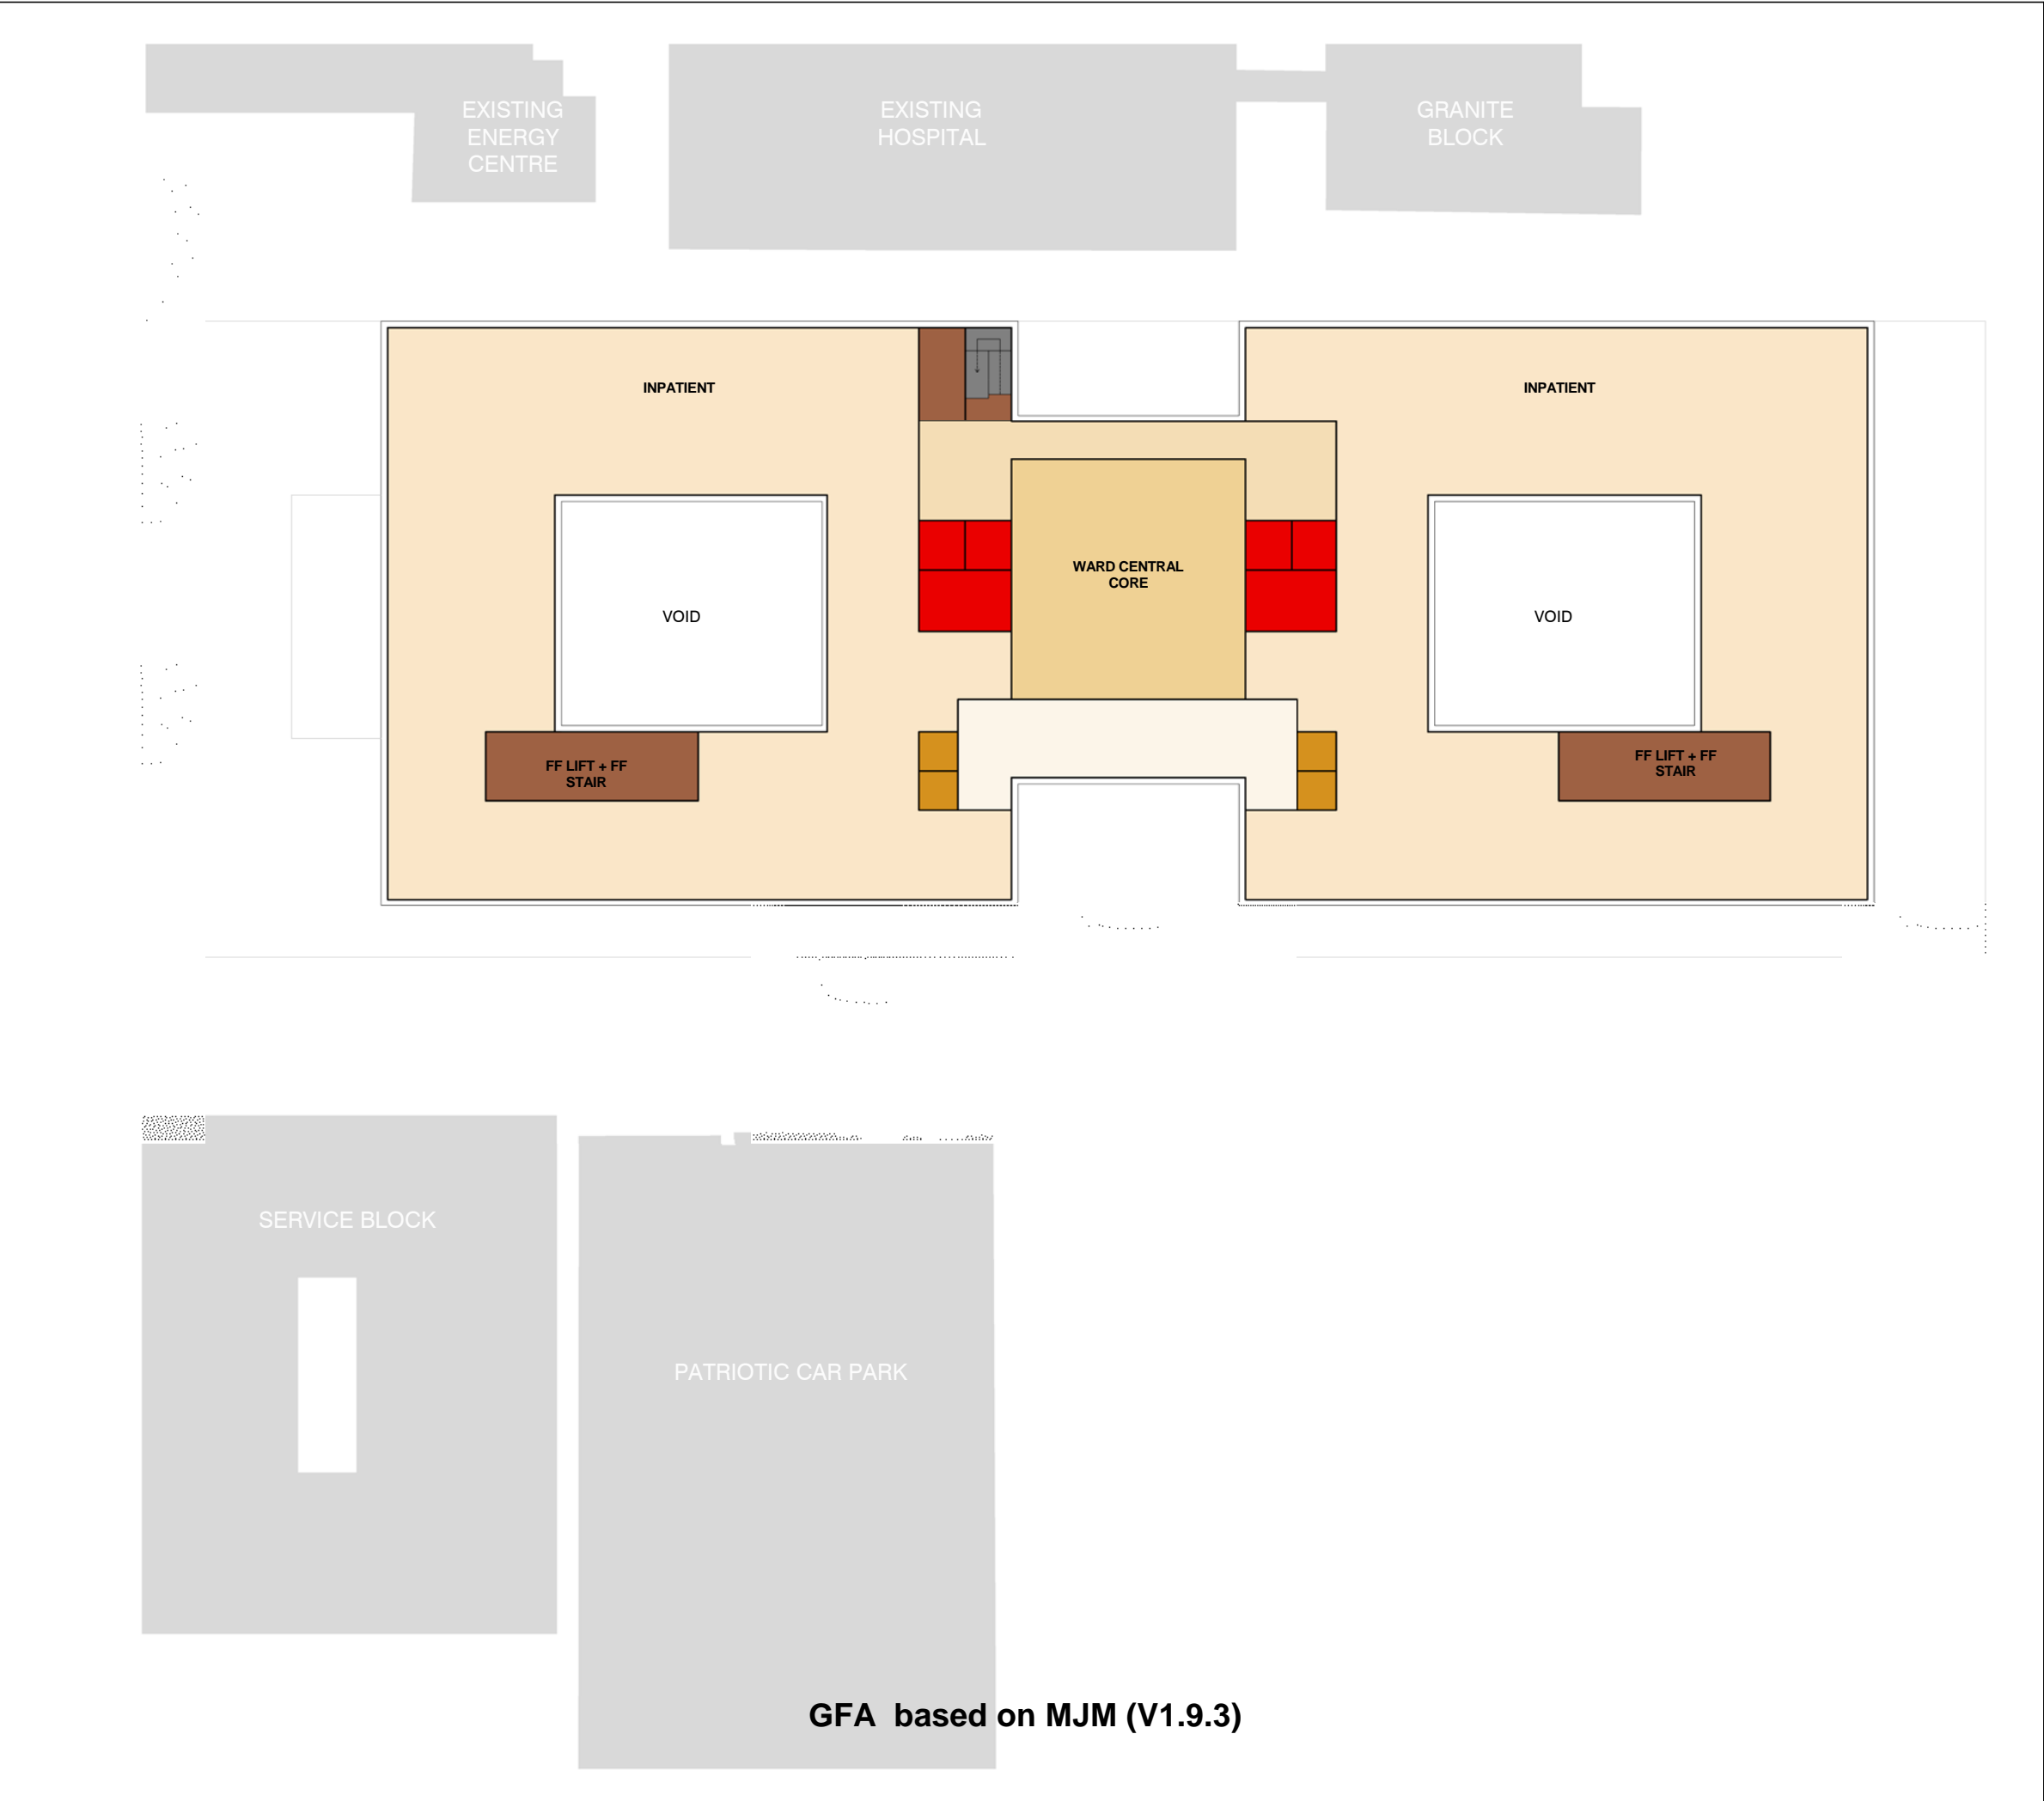 EXISTING
ENERGY
CENTRE
EXISTING
HOSPITAL
GRANITE
BLOCK
INPATIENT
INPATIENT
WARD CENTRAL
CORE
VOID
VOID
FF LIFT + FF
STAIR
FF LIFT + FF
STAIR
SERVICE BLOCK
PATRIOTIC CAR PARK
GFA  based on MJM (V1.9.3)